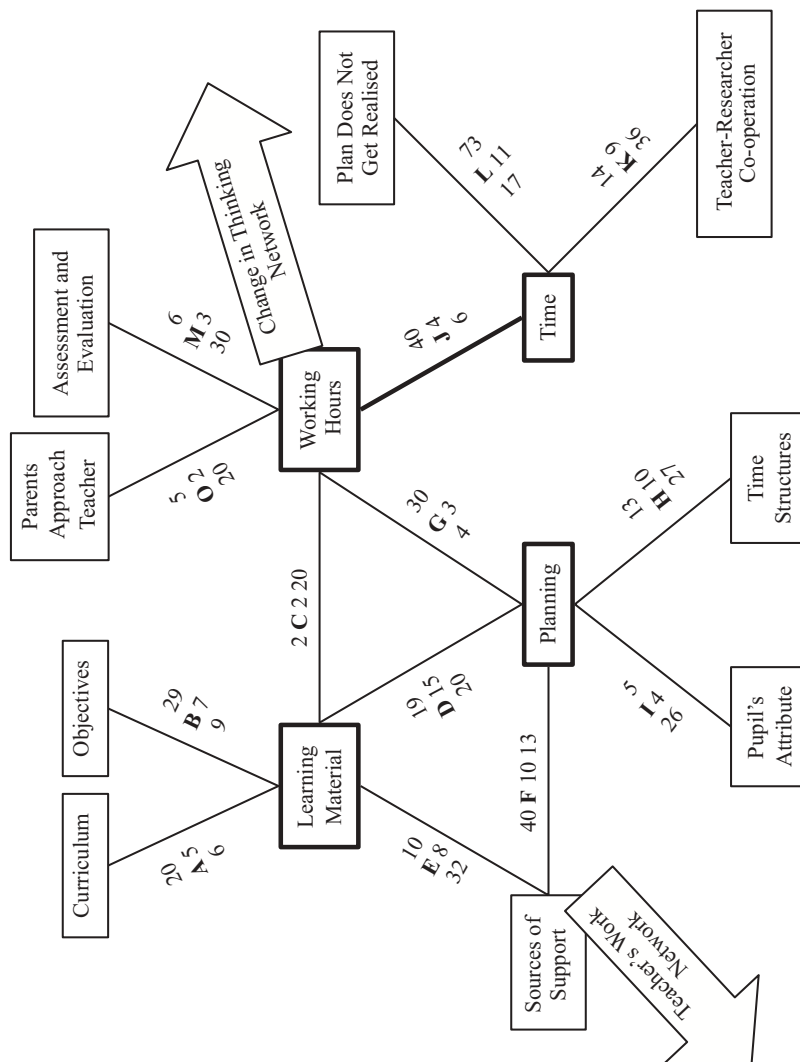 Curriculum
Objectives
Parents
Approach
Teacher
Assessment and
Evaluation
20
A 5
6
29
B 7
9
5
O 2
20
6
M 3
30
Change in Thinking
Network
Learning
Material
2 C 2 20
Working
Hours
Plan Does Not
Get Realised
10
E 8
32
19
D 15
20
30
G 3
4
40
J 4
6
73
L 11
17
Sources of
Support
40 F 10 13
Planning
Time
14
K 9
36
Teacher's Work
Network
5
I 4
26
13
H 10
27
Pupil's
Attribute
Time
Structures
Teacher-Researcher
Co-operation